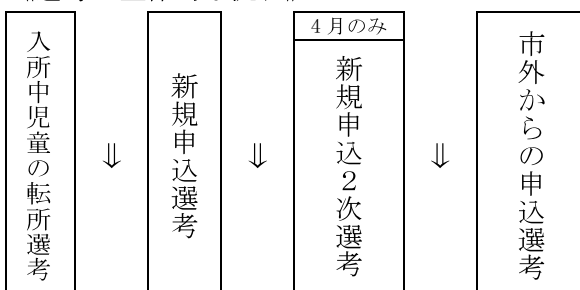 入所中児童の転所選考
⇓
新規申込選考
⇓
4月のみ
新規申込2次選考
⇓
市外からの申込選考